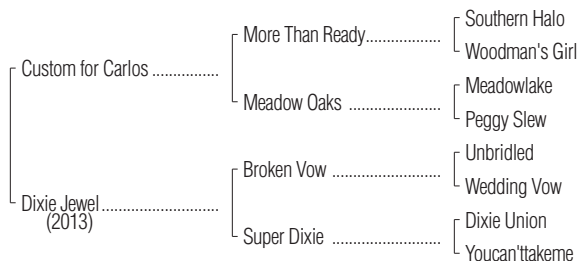 Southern Halo
More Than Ready....................
Woodman's Girl
Custom for Carlos ................
Meadowlake
Meadow Oaks ......................
Peggy Slew
Unbridled
Broken Vow ..........................
Wedding Vow
Dixie Jewel............................
(2013)
Dixie Union
Super Dixie ..........................
Youcan'ttakeme